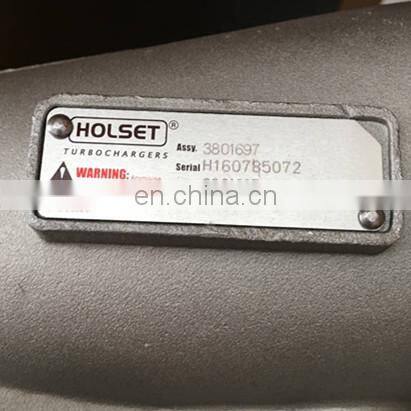 HOLSET®
TURBOCHARGERS
Assy. 3801697
Serial H160785072
WARNING:
en.china.cn